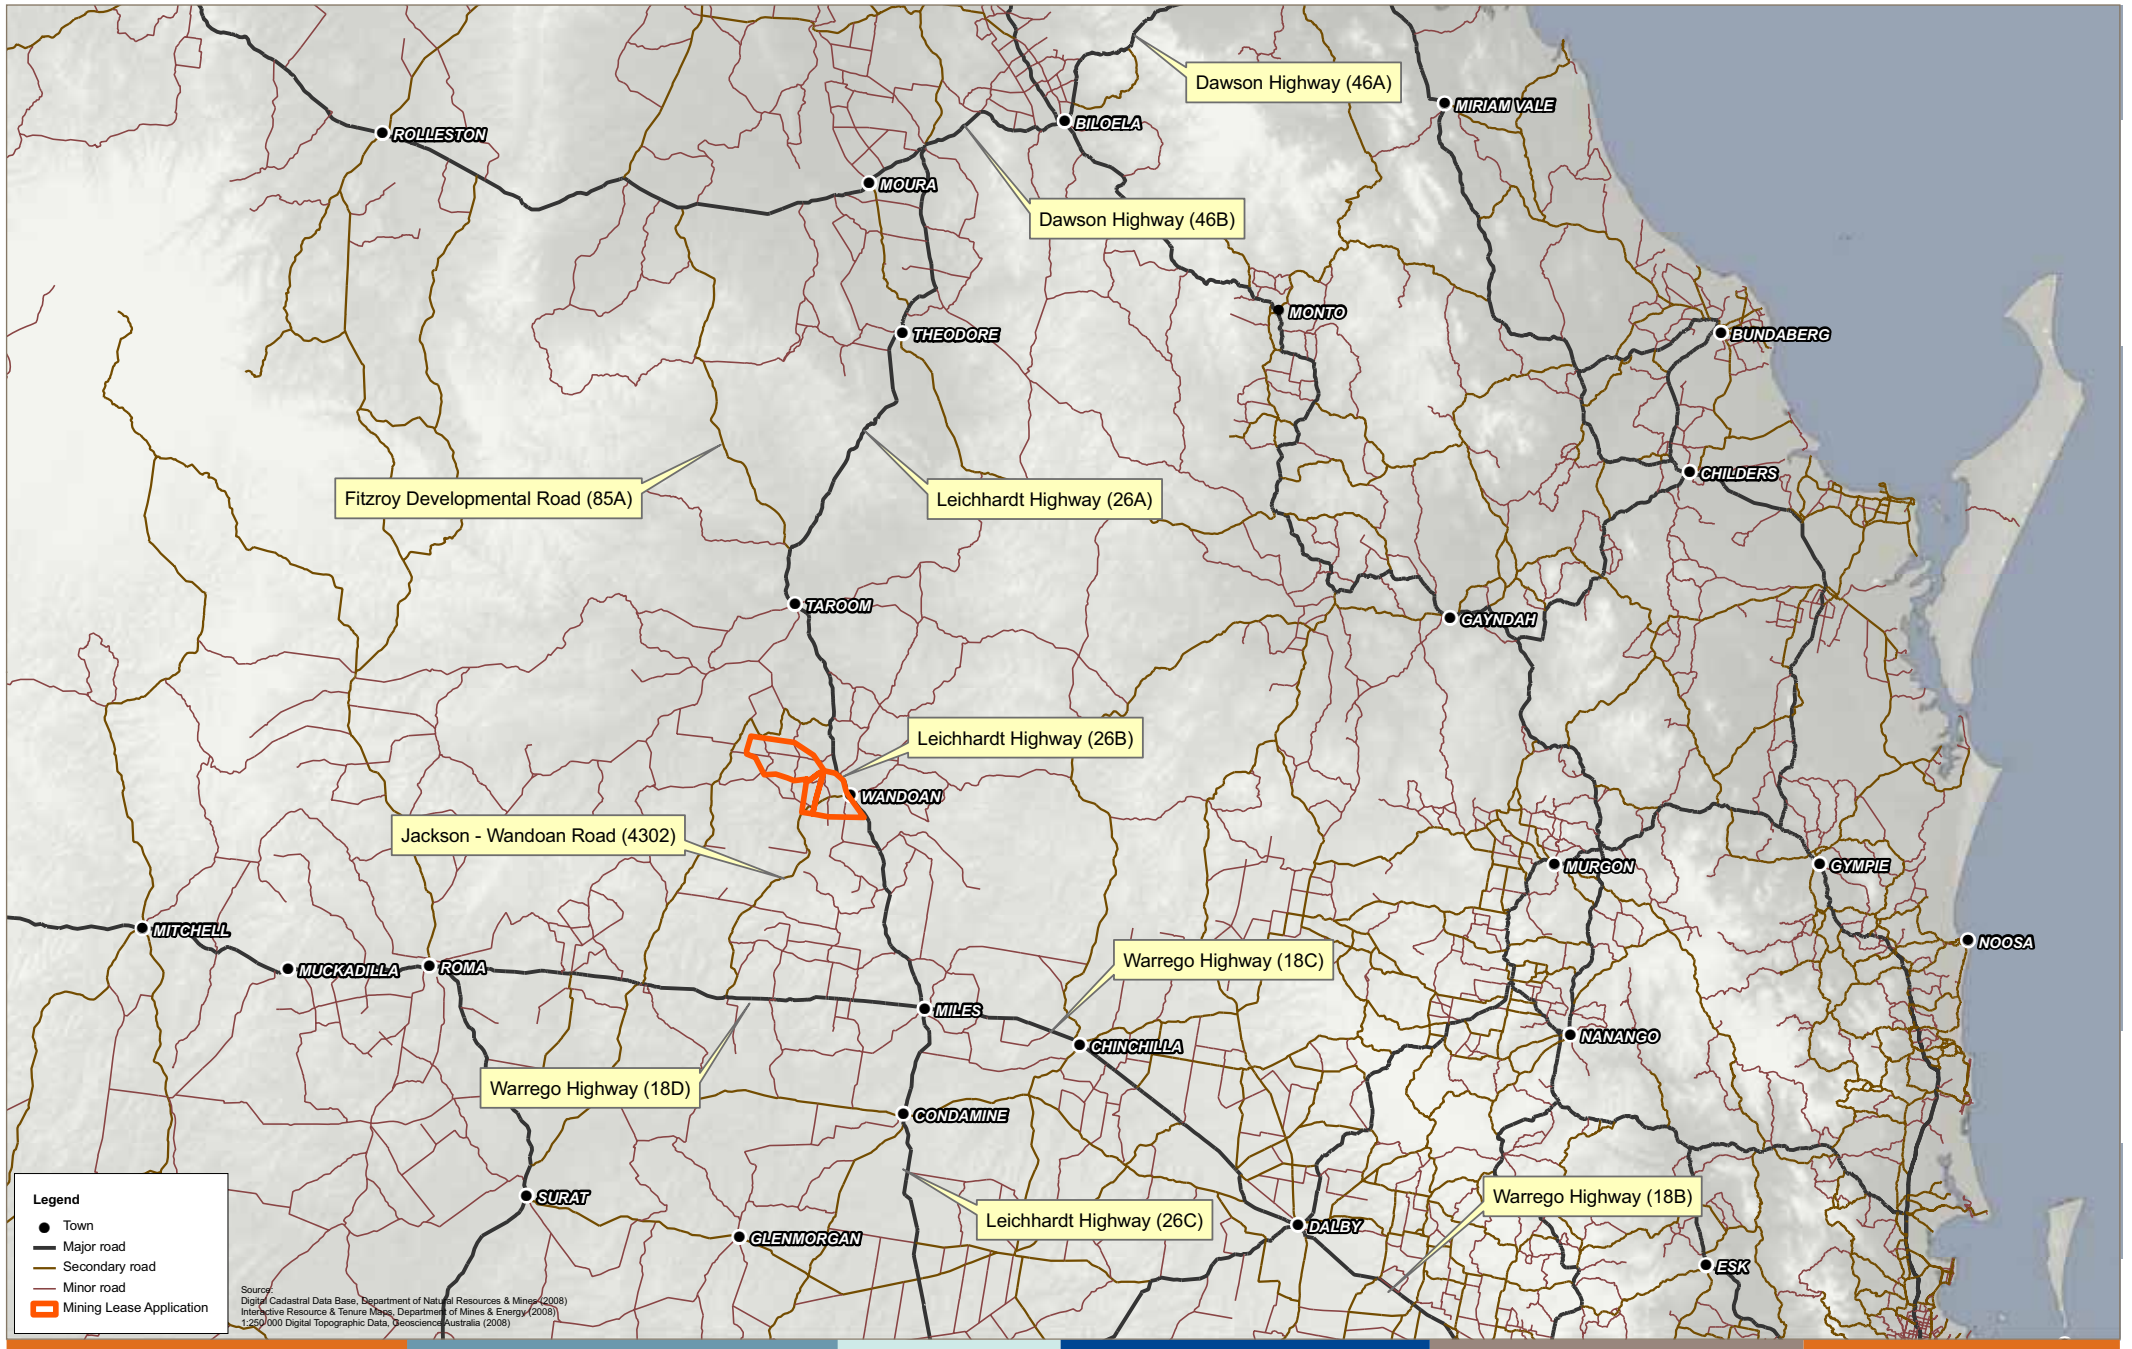 Dawson Highway (46A)
MIRIAM VALE
BILOELA
ROLLESTON
MOURA
Dawson Highway (46B)
MONTO
THEODORE
BUNDABERG
CHILDERS
Fitzroy Developmental Road (85A)
Leichhardt Highway (26A)
TAROOM
GAYNDAH
Leichhardt Highway (26B)
WANDOAN
Jackson - Wandoan Road (4302)
MURGON
GYMPIE
MITCHELL
NOOSA
Warrego Highway (18C)
MUCKADILLA
ROMA
MILES
NANANGO
CHINCHILLA
Warrego Highway (18D)
CONDAMINE
SURAT
Warrego Highway (18B)
Leichhardt Highway (26C)
DALBY
GLENMORGAN
ESK
Legend
Town
Major road
Secondary road
Minor road
Mining Lease Application
Source:
Digital Cadastral Data Base, Department of Natural Resources & Mines (2008)
Interactive Resource & Tenure Maps, Department of Mines & Energy (2008)
1:250 000 Digital Topographic Data, Geoscience Australia (2008)